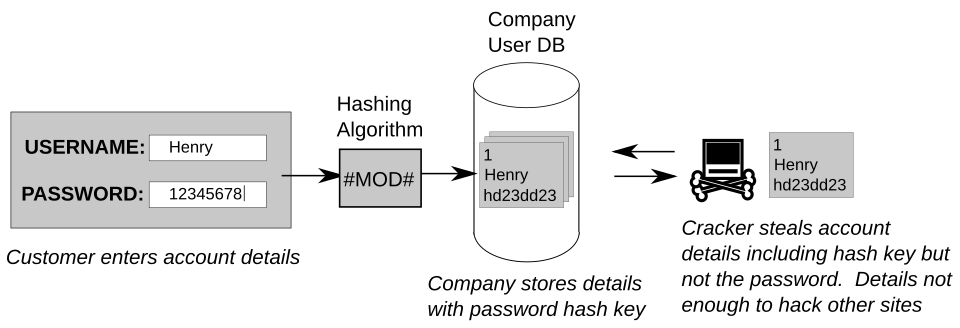 Company
User DB
Hashing
Algorithm
USERNAME: Henry
PASSWORD: 12345678
#MOD#
1
Henry
hd23dd23
1
Henry
hd23dd23
Customer enters account details
Company stores details
with password hash key
Cracker steals account
details including hash key but
not the password. Details not
enough to hack other sites